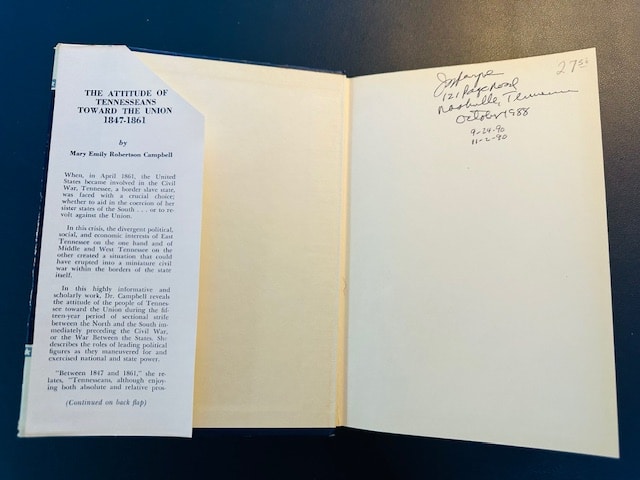 THE ATTITUDE OF
TENNESSEANS
TOWARD THE UNION
1847-1861
by
Mary Emily Robertson Campbell
When, in April 1861, the United
States became involved in the Civil
War, Tennessee, a border slave state,
was faced with a crucial choice;
whether to aid in the coercion of her
sister states of the South . . . or to re-
volt against the Union.
In this crisis, the divergent political,
social, and economic interests of East
Tennessee on the one hand and of
Middle and West Tennessee on the
other created a situation that could
have erupted into a miniature civil
war within the borders of the state
itself.
In this highly informative and
scholarly work, Dr. Campbell reveals
the attitude of the people of Tennes-
see toward the Union during the fif-
teen-year period of sectional strife
between the North and the South im-
mediately preceding the Civil War,
or the War Between the States. She
describes the roles of leading political
figures as they maneuvered for and
exercised national and state power.
"Between 1847 and 1861," she re-
lates, "Tennesseans, although enjoy-
ing both absolute and relative pros-
(Continued on back flap)
121 Page Road
Nashville, Tennessee
October 1988
9-29-90
11-2-90
27 50